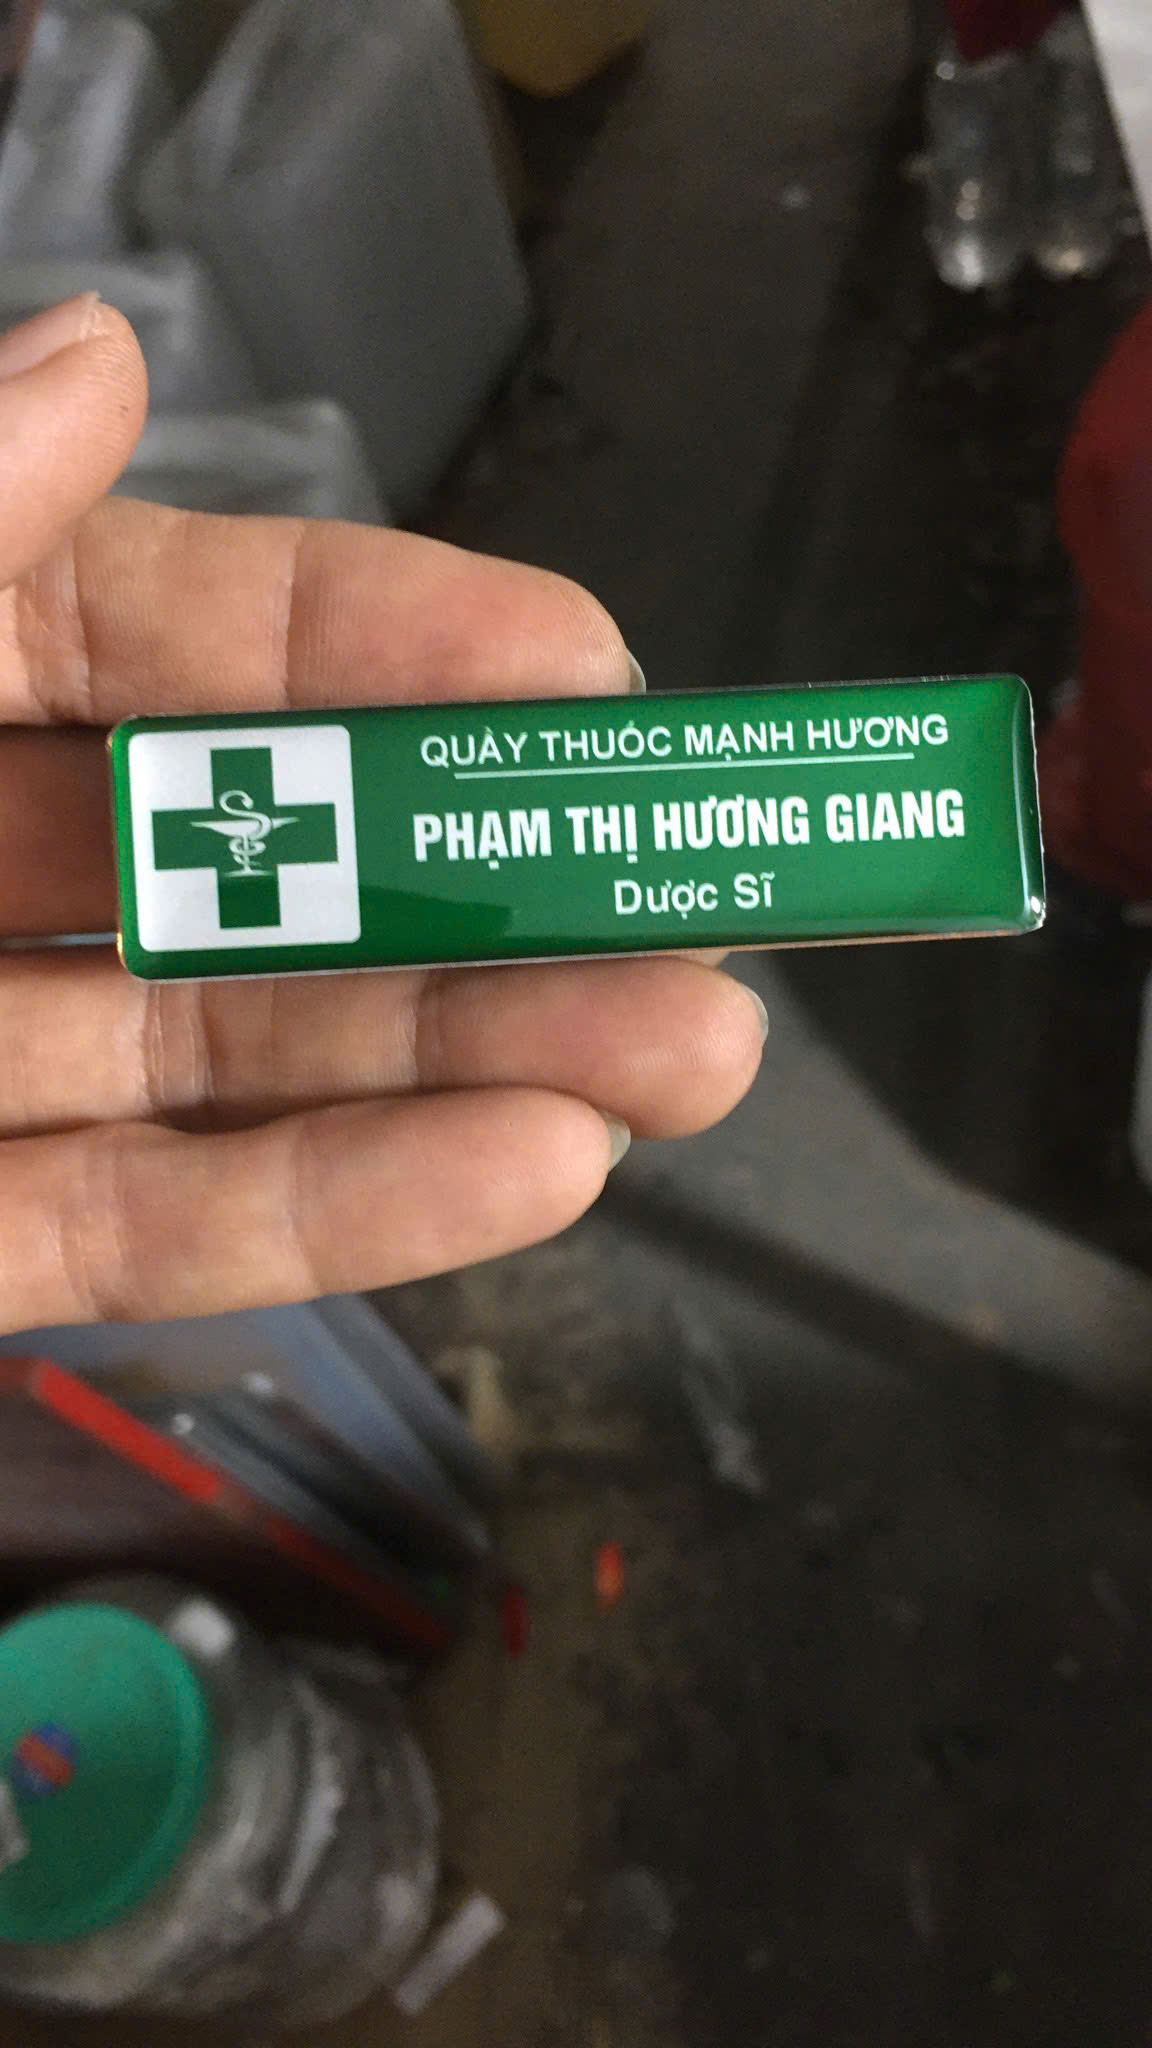 QUẦY THUỐC MẠNH HƯƠNG
PHẠM THỊ HƯƠNG GIANG
Dược Sĩ